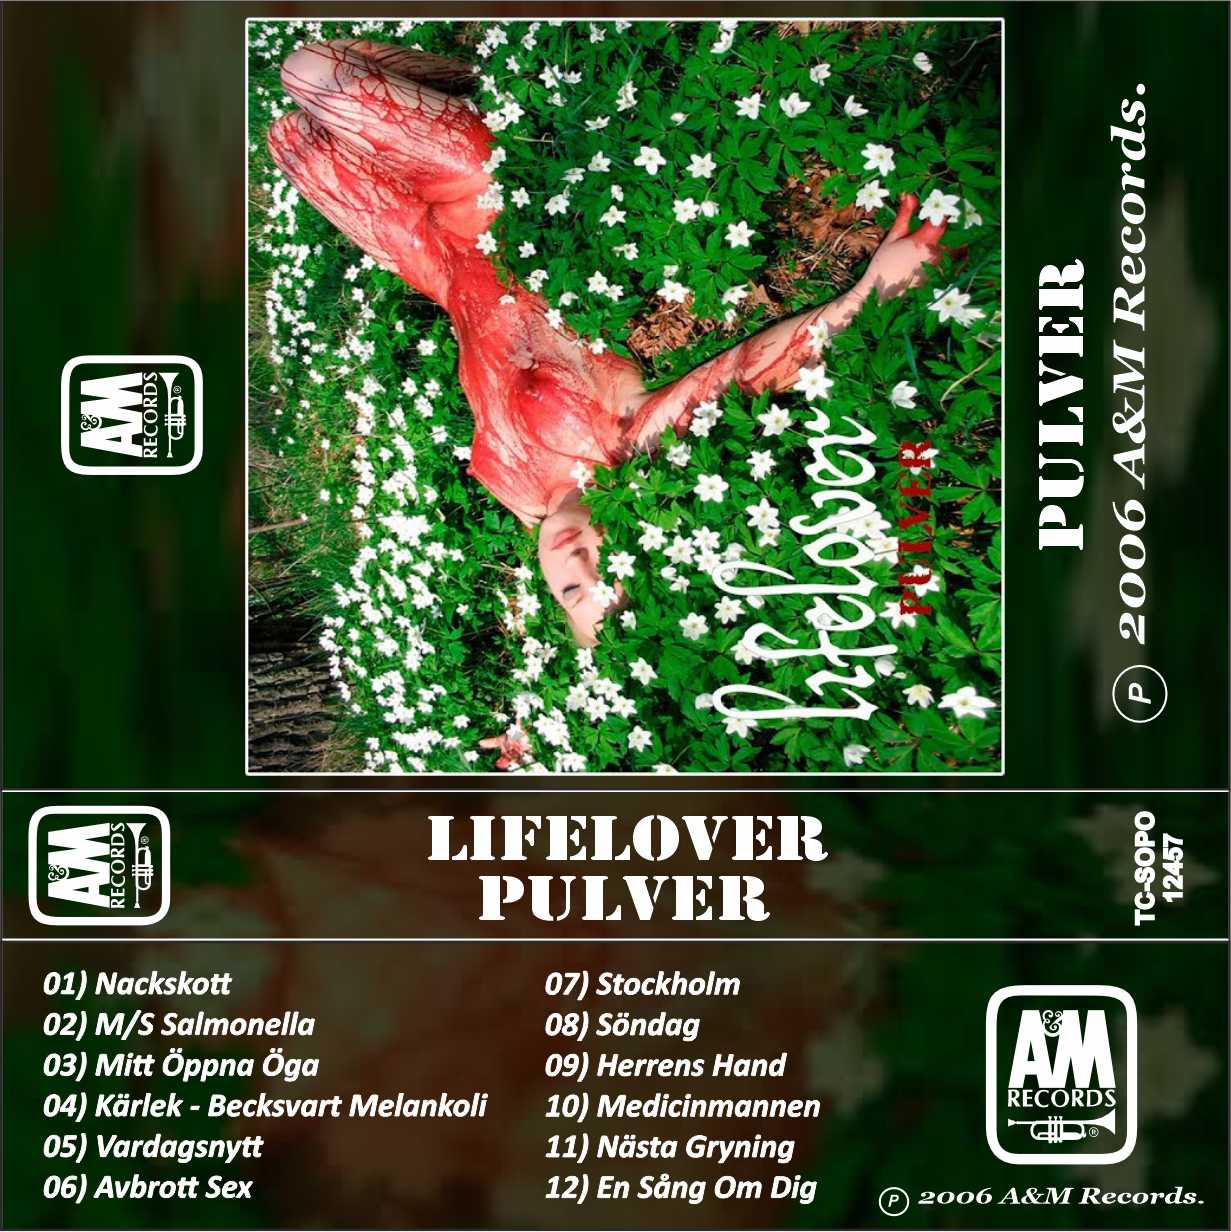 A&M
RECORDS
®
Lifelover
PULVER
PULVER
P 2006 A&M Records.
A&M
RECORDS
®
LIFELOVER
PULVER
TC-SOPO
12457
01) Nackskott
02) M/S Salmonella
03) Mitt Öppna Öga
04) Kärlek - Becksvart Melankoli
05) Vardagsnytt
06) Avbrott Sex
07) Stockholm
08) Söndag
09) Herrens Hand
10) Medicinmannen
11) Nästa Gryning
12) En Sång Om Dig
A&M
RECORDS
®
P 2006 A&M Records.